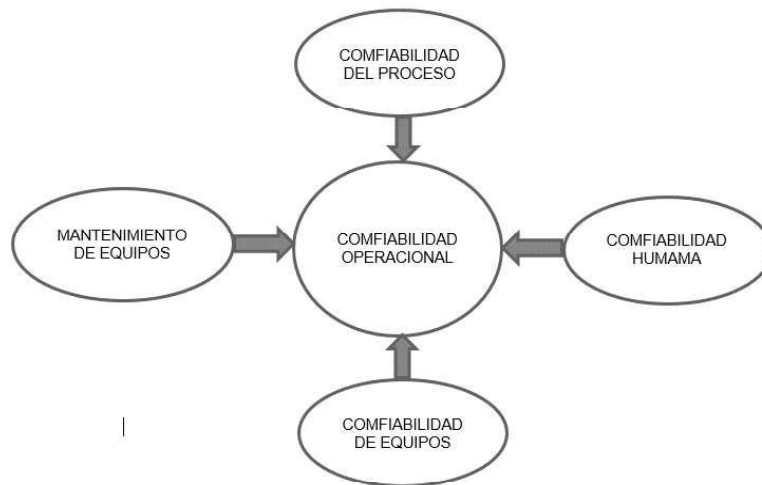 COMFIABILIDAD
DEL PROCESO
MANTENIMIENTO
DE EQUIPOS
COMFIABILIDAD
OPERACIONAL
COMFIABILIDAD
HUMAMA
COMFIABILIDAD
DE EQUIPOS